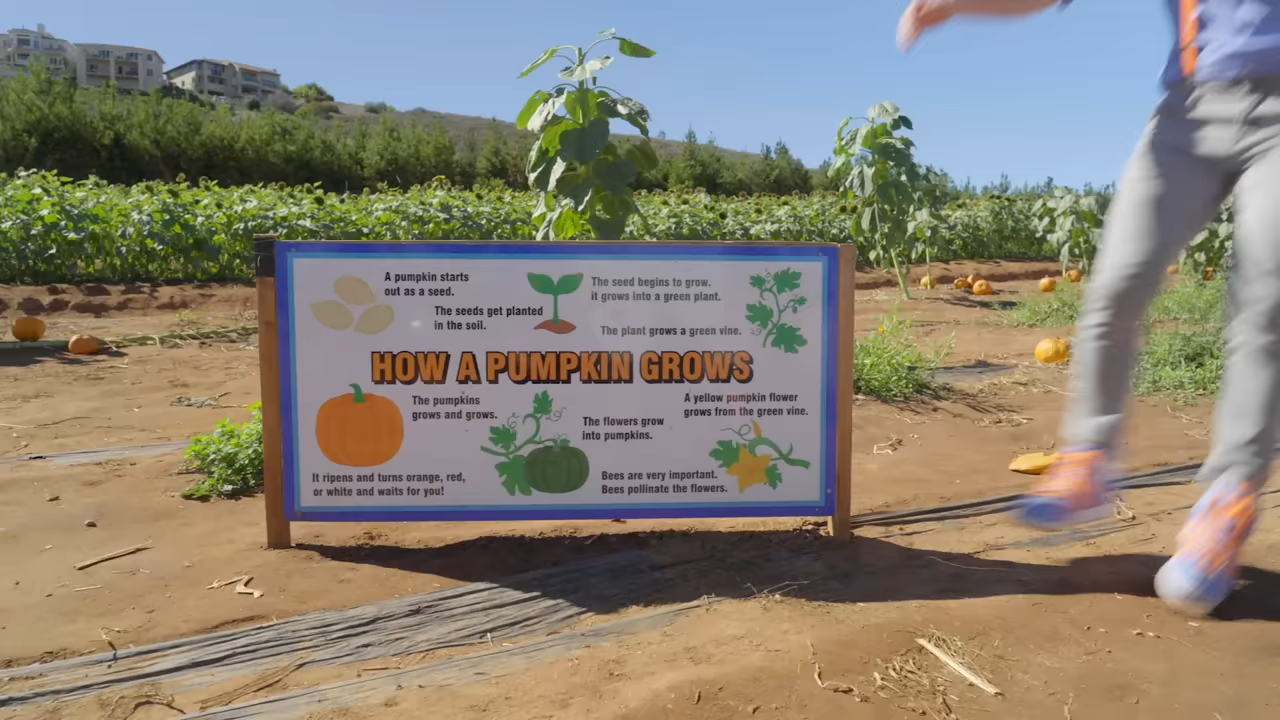 A pumpkin starts
out as a seed.
The seeds get planted
in the soil.
The seed begins to grow.
it grows into a green plant.
The plant grows a green vine.
HOW A PUMPKIN GROWS
A yellow pumpkin flower
grows from the green vine.
The pumpkins
grows and grows.
The flowers grow
into pumpkins.
It ripens and turns orange, red,
or white and waits for you!
Bees are very important.
Bees pollinate the flowers.